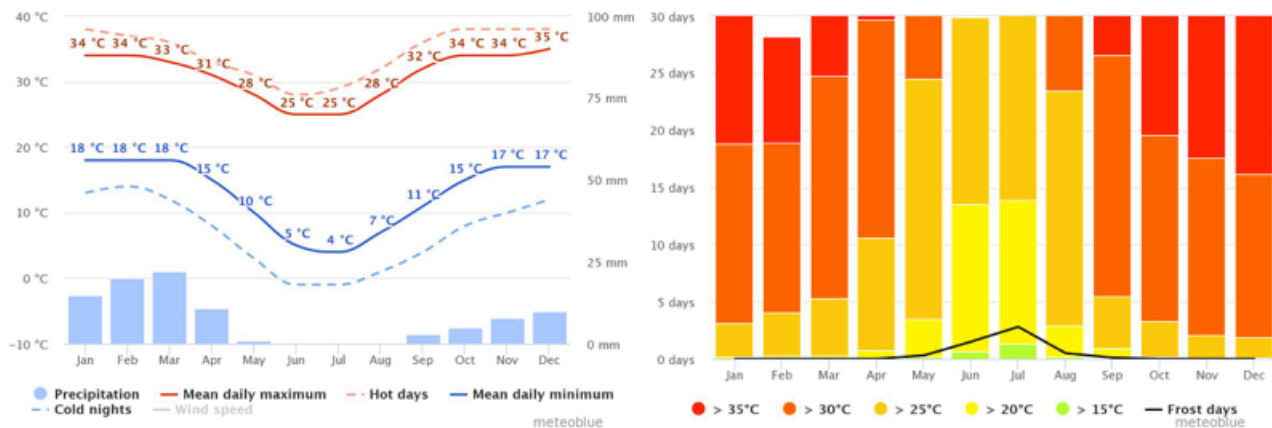 40 °C
100 mm
34 °C 34 °C 33 °C 31 °C 28 °C 25 °C 25 °C 28 °C 32 °C 34 °C 34 °C 35 °C
30 °C
75 mm
20 °C
18 °C 18 °C 18 °C 15 °C 10 °C 5 °C 4 °C 7 °C 11 °C 15 °C 17 °C 17 °C
50 mm
10 °C
0 °C
25 mm
-10 °C
0 mm
Jan Feb Mar Apr May Jun Jul Aug Sep Oct Nov Dec
Precipitation Mean daily maximum Hot days Mean daily minimum
Cold nights Wind speed
meteoblue
30 days
25 days
20 days
15 days
10 days
5 days
0 days
Jan Feb Mar Apr May Jun Jul Aug Sep Oct Nov Dec
> 35°C > 30°C > 25°C > 20°C > 15°C Frost days
meteoblue